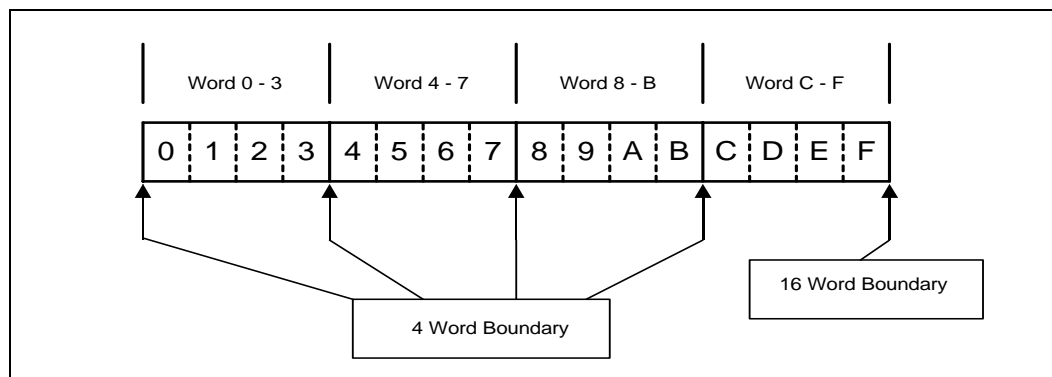 Word 0 - 3 Word 4 - 7 Word 8 - B Word C - F
0 1 2 3 4 5 6 7 8 9 A B C D E F
16 Word Boundary
4 Word Boundary